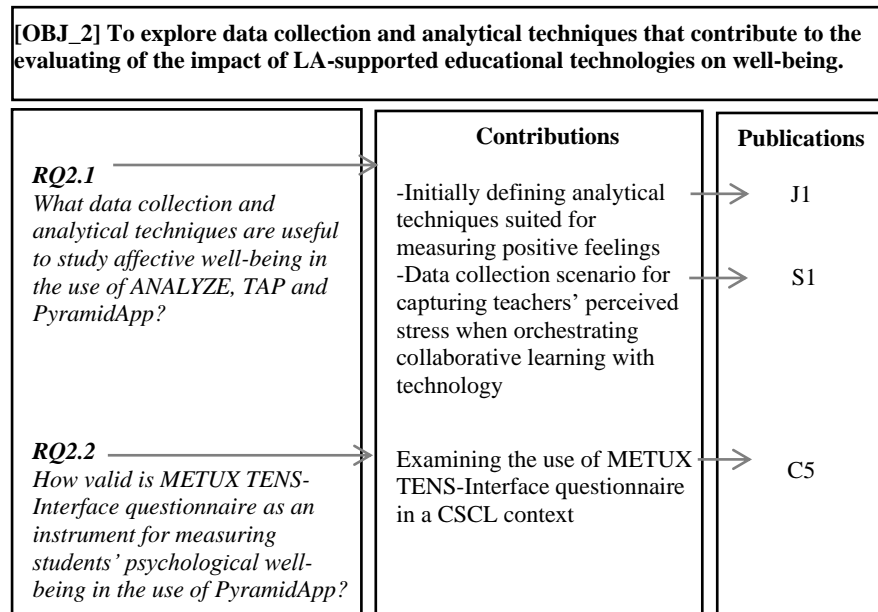 [OBJ_2] To explore data collection and analytical techniques that contribute to the
evaluating of the impact of LA-supported educational technologies on well-being.
RQ2.1
What data collection and
analytical techniques are useful
to study affective well-being in
the use of ANALYZE, TAP and
PyramidApp?
RQ2.2
How valid is METUX TENS-
Interface questionnaire as an
instrument for measuring
students’ psychological well-
being in the use of PyramidApp?
Contributions
-Initially defining analytical
techniques suited for
measuring positive feelings
-Data collection scenario for
capturing teachers’ perceived
stress when orchestrating
collaborative learning with
technology
Examining the use of METUX
TENS-Interface questionnaire
in a CSCL context
Publications
J1
S1
C5